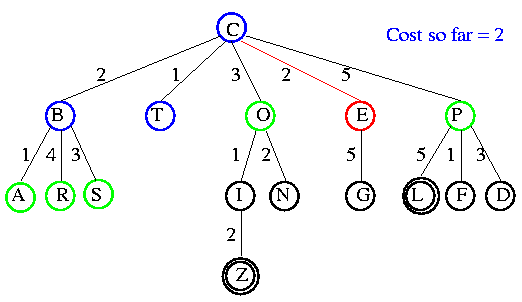 C
Cost so far = 2
2 1 3 2 5
B T O E P
1 4 3 1 2 5 5 1 3
A R S I N G L F D
2
Z